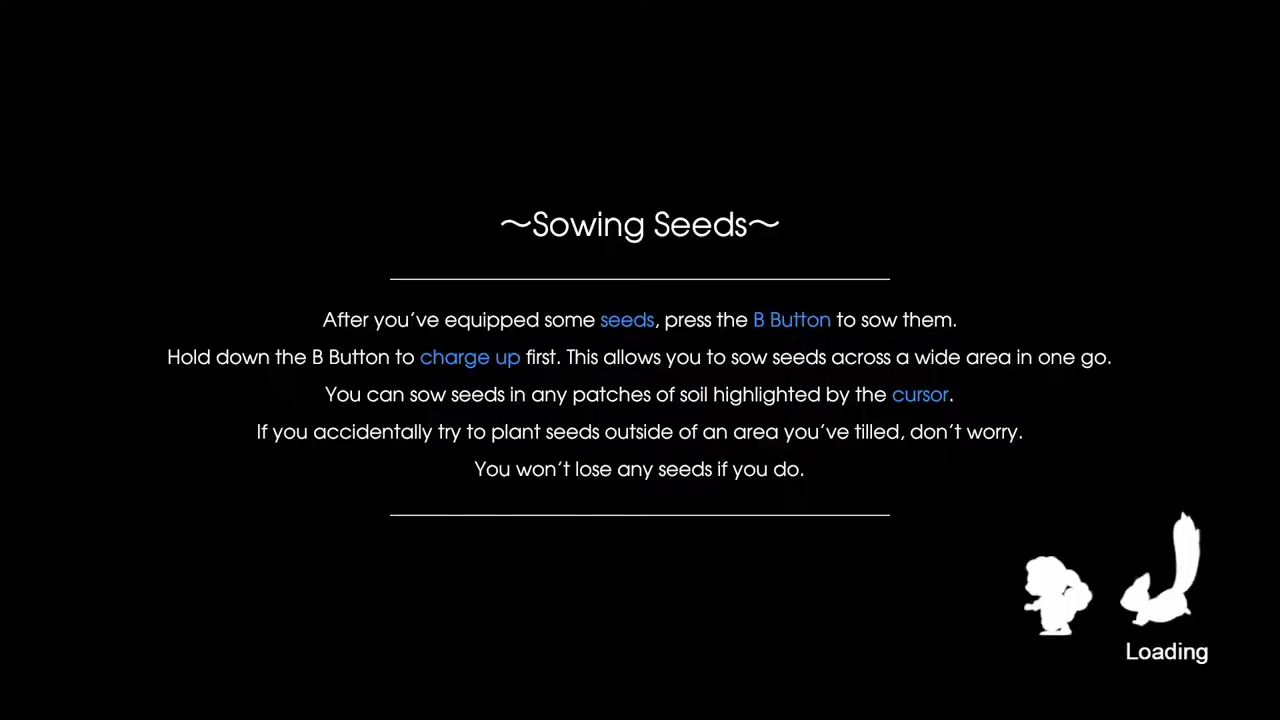 ～Sowing Seeds～
After you've equipped some seeds, press the B Button to sow them.
Hold down the B Button to charge up first. This allows you to sow seeds across a wide area in one go.
You can sow seeds in any patches of soil highlighted by the cursor.
If you accidentally try to plant seeds outside of an area you've tilled, don't worry.
You won't lose any seeds if you do.
Loading